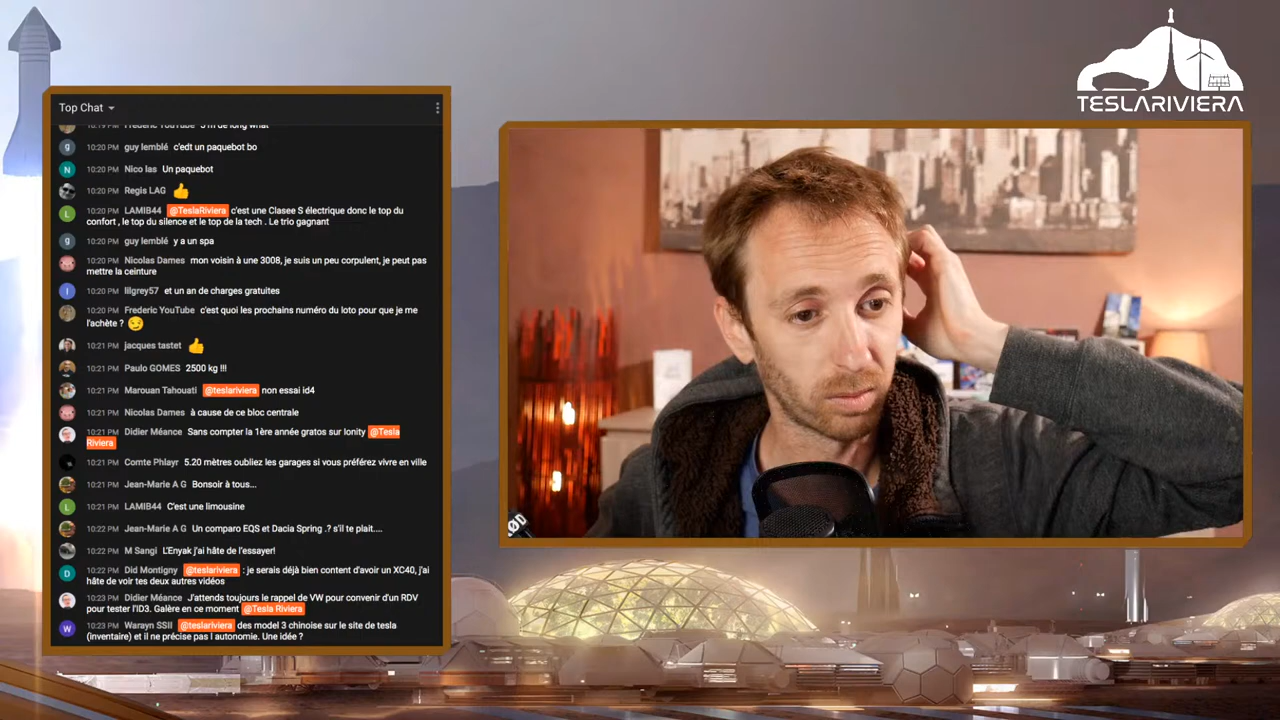 TESLARIVIERA
Top Chat
10:19 PM Frederic YouTube 5 m de long what
10:20 PM guy lemblé c'edt un paquebot bo
10:20 PM Nico las Un paquebot
10:20 PM Regis LAG 👍
10:20 PM LAMIB44 @TeslaRiviera c'est une Clasee S électrique donc le top du
confort , le top du silence et le top de la tech . Le trio gagnant
10:20 PM guy lemblé y a un spa
10:20 PM Nicolas Dames mon voisin à une 3008, je suis un peu corpulent, je peut pas
mettre la ceinture
10:20 PM lilgrey57 et un an de charges gratuites
10:20 PM Frederic YouTube c'est quoi les prochains numéro du loto pour que je me
l'achète ? 😏
10:21 PM jacques tastet 👍
10:21 PM Paulo GOMES 2500 kg !!!
10:21 PM Marouan Tahouati @teslariviera non essai id4
10:21 PM Nicolas Dames à cause de ce bloc centrale
10:21 PM Didier Méance Sans compter la 1ère année gratos sur Ionity @Tesla
Riviera
10:21 PM Comte Phlayr 5.20 mètres oubliez les garages si vous préférez vivre en ville
10:21 PM Jean-Marie A G Bonsoir à tous...
10:21 PM LAMIB44 C'est une limousine
10:22 PM Jean-Marie A G Un comparo EQS et Dacia Spring .? s'il te plait....
10:22 PM M Sangi L'Enyak j'ai hâte de l'essayer!
10:22 PM Did Montigny @teslariviera : je serais déjà bien content d'avoir un XC40, j'ai
hâte de voir tes deux autres vidéos
10:23 PM Didier Méance J'attends toujours le rappel de VW pour convenir d'un RDV
pour tester l'ID3. Galère en ce moment @Tesla Riviera
10:23 PM Warayn SSII @teslariviera des model 3 chinoise sur le site de tesla
(inventaire) et il ne précise pas l autonomie. Une idée ?